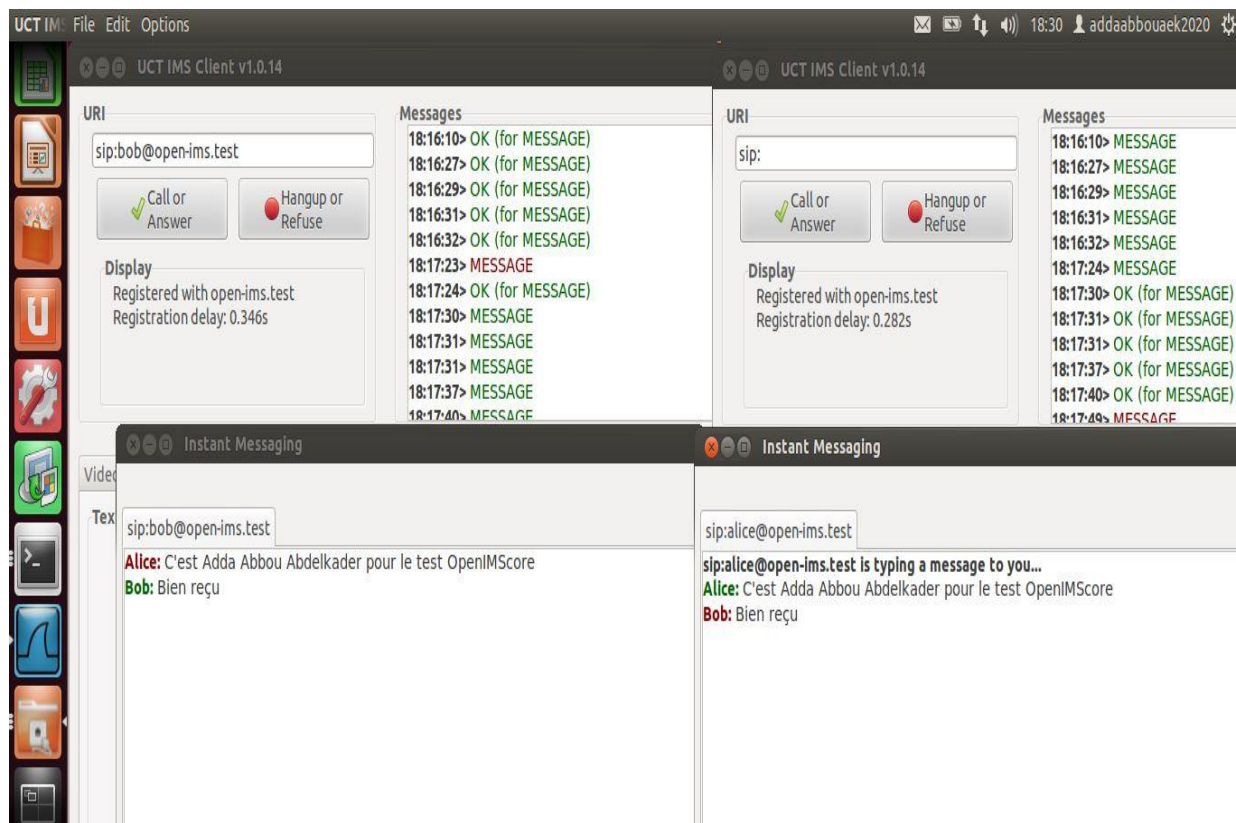 UCT IMS File Edit Options
18:30 addaabbouaek2020
UCT IMS Client v1.0.14
URI
sip:bob@open-ims.test
Call or
Answer
Hangup or
Refuse
Display
Registered with open-ims.test
Registration delay: 0.346s
Messages
18:16:10> OK (for MESSAGE)
18:16:27> OK (for MESSAGE)
18:16:29> OK (for MESSAGE)
18:16:31> OK (for MESSAGE)
18:16:32> OK (for MESSAGE)
18:17:23> MESSAGE
18:17:24> OK (for MESSAGE)
18:17:30> MESSAGE
18:17:31> MESSAGE
18:17:31> MESSAGE
18:17:37> MESSAGE
18:17:40> MESSAGE
UCT IMS Client v1.0.14
URI
sip:
Call or
Answer
Hangup or
Refuse
Display
Registered with open-ims.test
Registration delay: 0.282s
Messages
18:16:10> MESSAGE
18:16:27> MESSAGE
18:16:29> MESSAGE
18:16:31> MESSAGE
18:16:32> MESSAGE
18:17:24> MESSAGE
18:17:30> OK (for MESSAGE)
18:17:31> OK (for MESSAGE)
18:17:31> OK (for MESSAGE)
18:17:37> OK (for MESSAGE)
18:17:40> OK (for MESSAGE)
18:17:49> MESSAGE
Video
Tex
Instant Messaging
sip:bob@open-ims.test
Alice: C'est Adda Abbou Abdelkader pour le test OpenIMScore
Bob: Bien reçu
Instant Messaging
sip:alice@open-ims.test
sip:alice@open-ims.test is typing a message to you...
Alice: C'est Adda Abbou Abdelkader pour le test OpenIMScore
Bob: Bien reçu